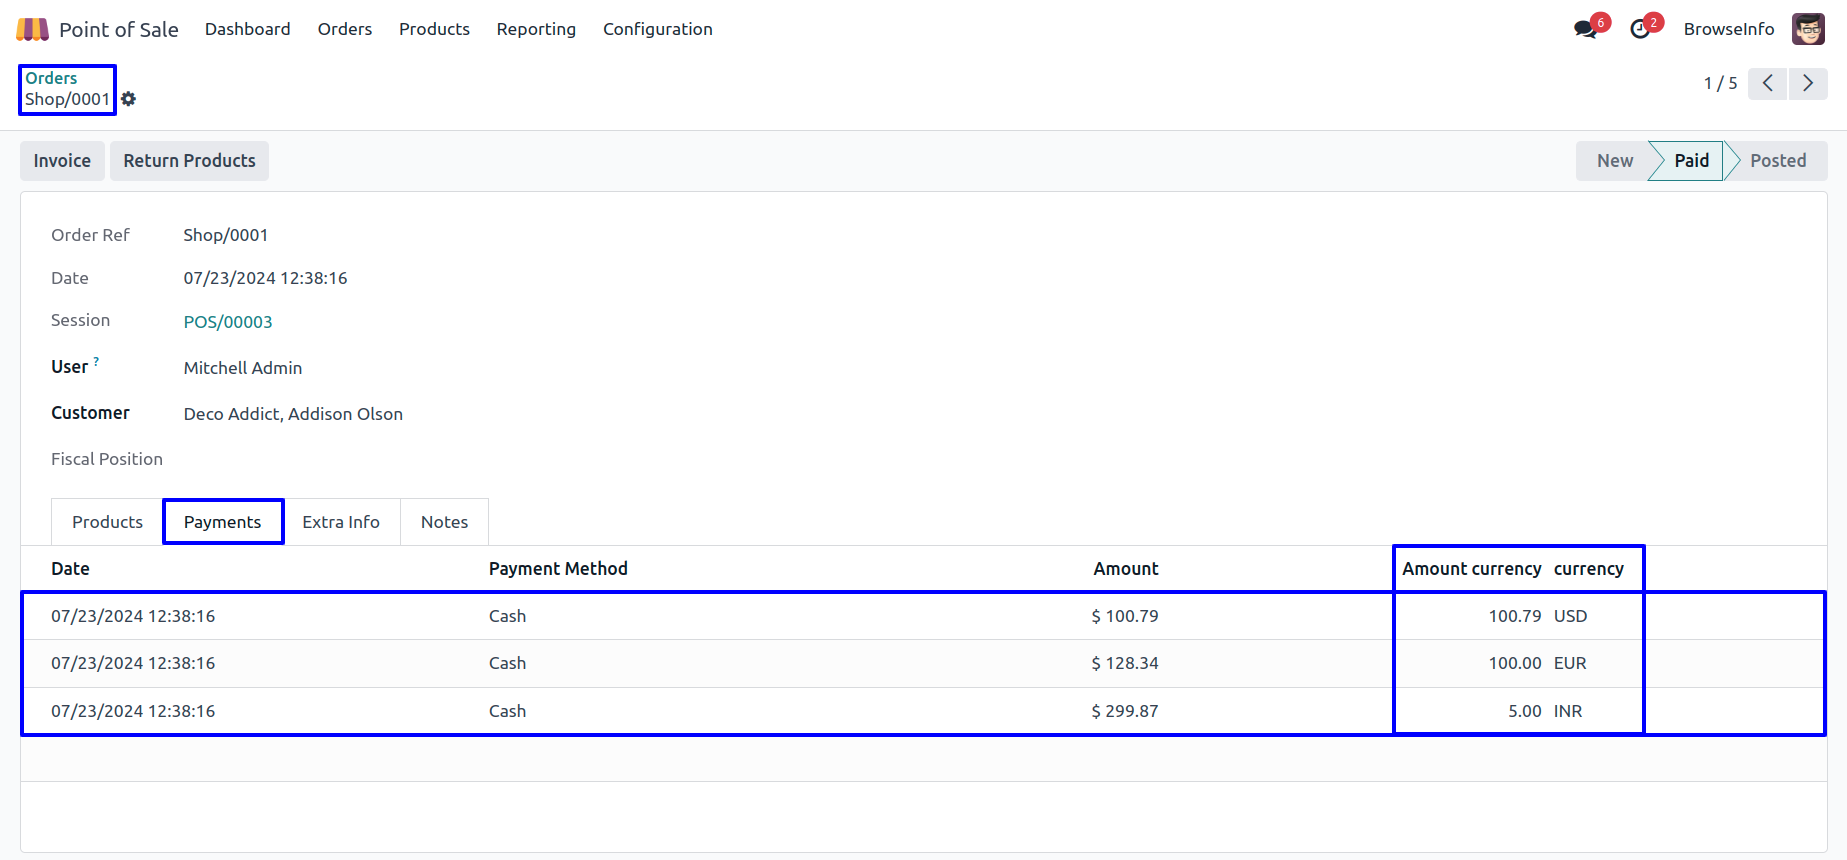 Point of Sale Dashboard Orders Products Reporting Configuration 6 2 BrowseInfo
Orders
Shop/0001 1 / 5
Invoice Return Products New Paid Posted
Order Ref Shop/0001
Date 07/23/2024 12:38:16
Session POS/00003
User ? Mitchell Admin
Customer Deco Addict, Addison Olson
Fiscal Position
Products Payments Extra Info Notes
Date Payment Method Amount Amount currency currency
07/23/2024 12:38:16 Cash $ 100.79 100.79 USD
07/23/2024 12:38:16 Cash $ 128.34 100.00 EUR
07/23/2024 12:38:16 Cash $ 299.87 5.00 INR